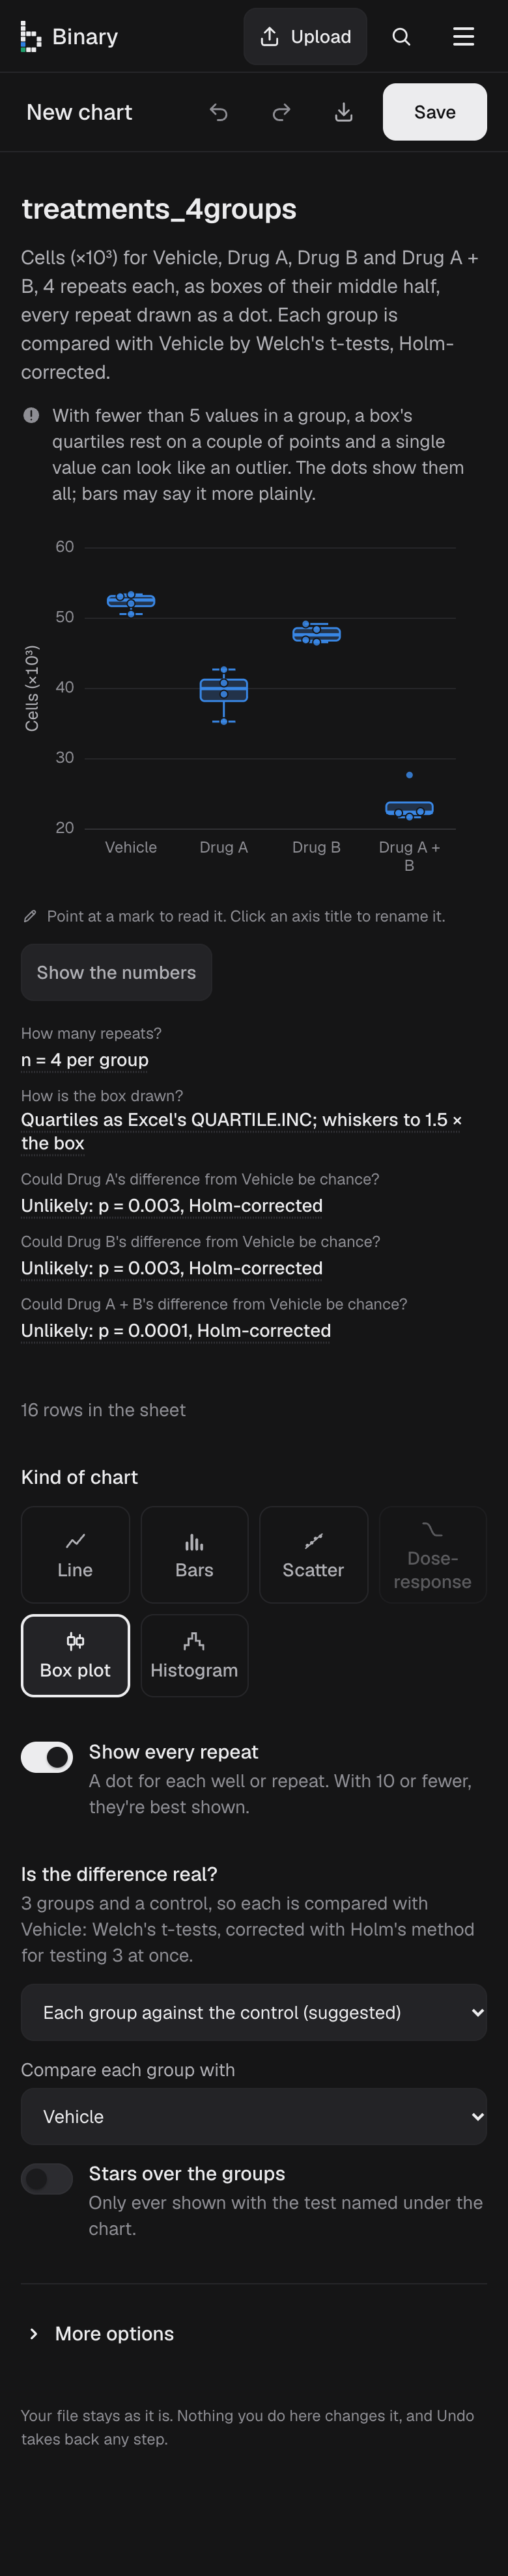 Binary
Upload
New chart
Save
treatments_4groups
Cells (×10³) for Vehicle, Drug A, Drug B and Drug A +
B, 4 repeats each, as boxes of their middle half,
every repeat drawn as a dot. Each group is
compared with Vehicle by Welch's t-tests, Holm-
corrected.
With fewer than 5 values in a group, a box's
quartiles rest on a couple of points and a single
value can look like an outlier. The dots show them
all; bars may say it more plainly.
60
50
40
30
20
Cells (×10³)
Vehicle
Drug A
Drug B
Drug A +
B
Point at a mark to read it. Click an axis title to rename it.
Show the numbers
How many repeats?
n = 4 per group
How is the box drawn?
Quartiles as Excel's QUARTILE.INC; whiskers to 1.5 ×
the box
Could Drug A's difference from Vehicle be chance?
Unlikely: p = 0.003, Holm-corrected
Could Drug B's difference from Vehicle be chance?
Unlikely: p = 0.003, Holm-corrected
Could Drug A + B's difference from Vehicle be chance?
Unlikely: p = 0.0001, Holm-corrected
16 rows in the sheet
Kind of chart
Line
Bars
Scatter
Dose-
response
Box plot
Histogram
Show every repeat
A dot for each well or repeat. With 10 or fewer,
they're best shown.
Is the difference real?
3 groups and a control, so each is compared with
Vehicle: Welch's t-tests, corrected with Holm's method
for testing 3 at once.
Each group against the control (suggested)
Compare each group with
Vehicle
Stars over the groups
Only ever shown with the test named under the
chart.
More options
Your file stays as it is. Nothing you do here changes it, and Undo
takes back any step.